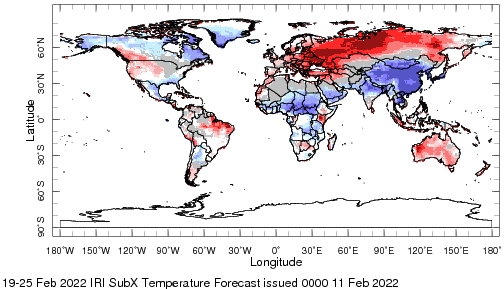 60°N
30°N
0°
30°S
60°S
90°S
Latitude
180°W 150°W 120°W 90°W 60°W 30°W 0° 30°E 60°E 90°E 120°E 150°E 180°E
Longitude
19-25 Feb 2022 IRI SubX Temperature Forecast issued 0000 11 Feb 2022